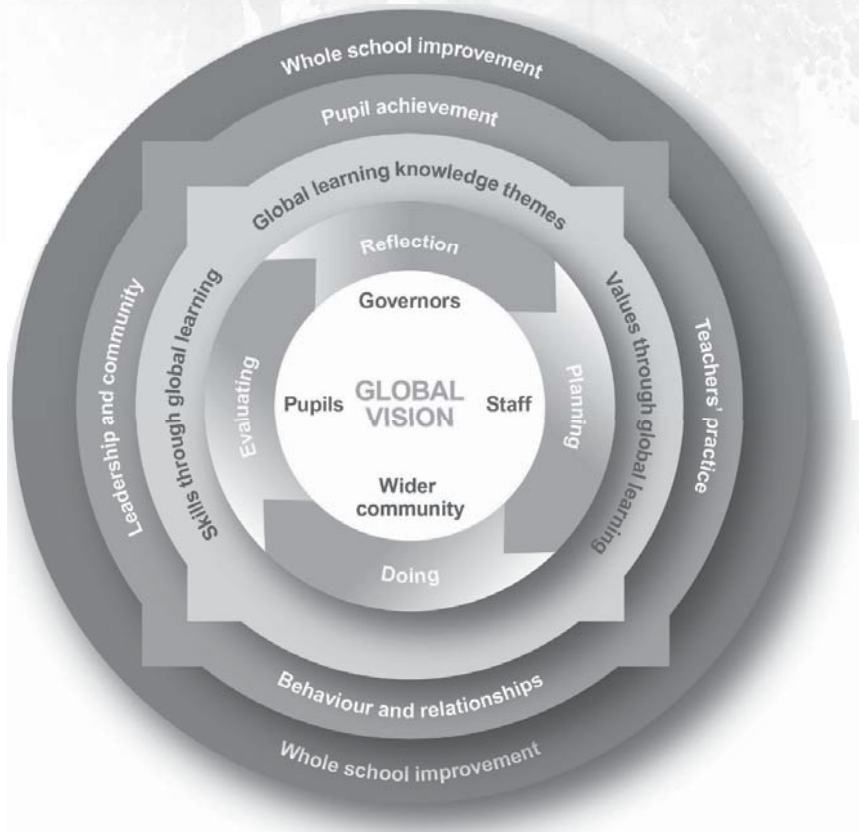 Whole school improvement
Pupil achievement
Global learning knowledge themes
Reflection
Governors
Leadership and community
Skills through global learning
Evaluating
Pupils
GLOBAL
VISION
Staff
Planning
Values through global learning
Teachers' practice
Wider
community
Doing
Behaviour and relationships
Whole school improvement